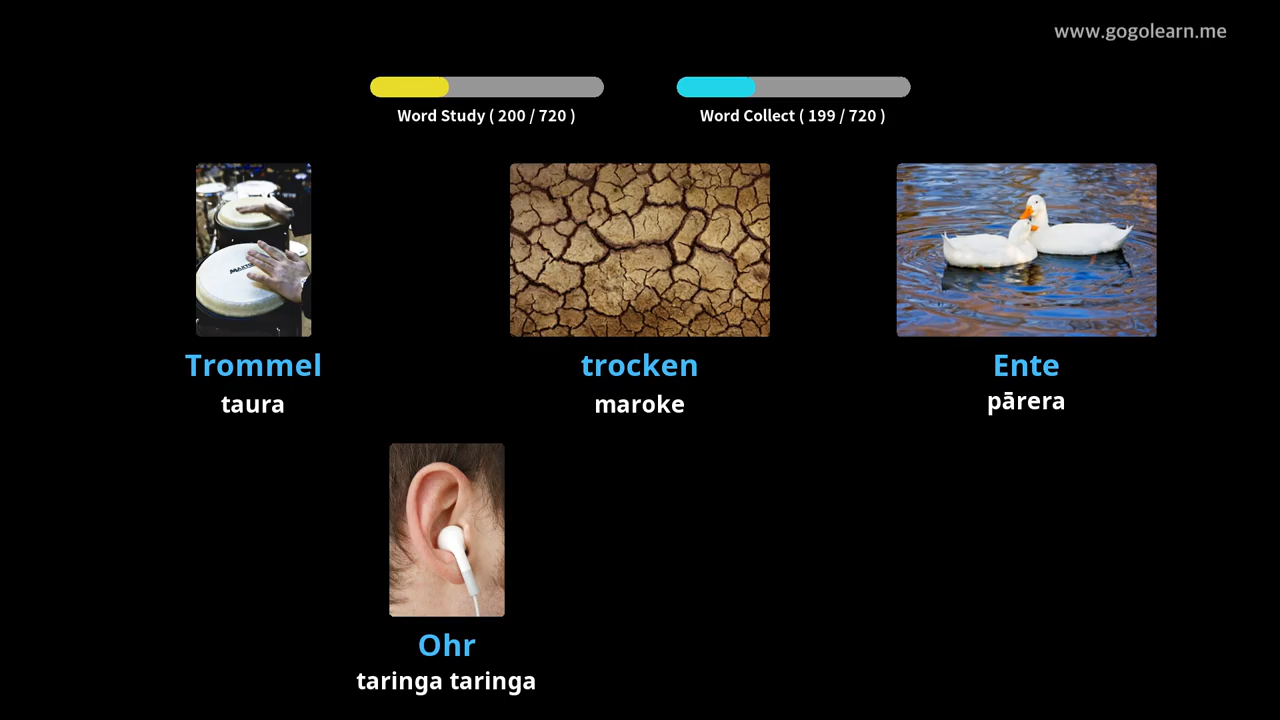 www.gogolearn.me
Word Study ( 200 / 720 )
Word Collect ( 199 / 720 )
Trommel
taura
trocken
maroke
Ente
pārera
Ohr
taringa taringa